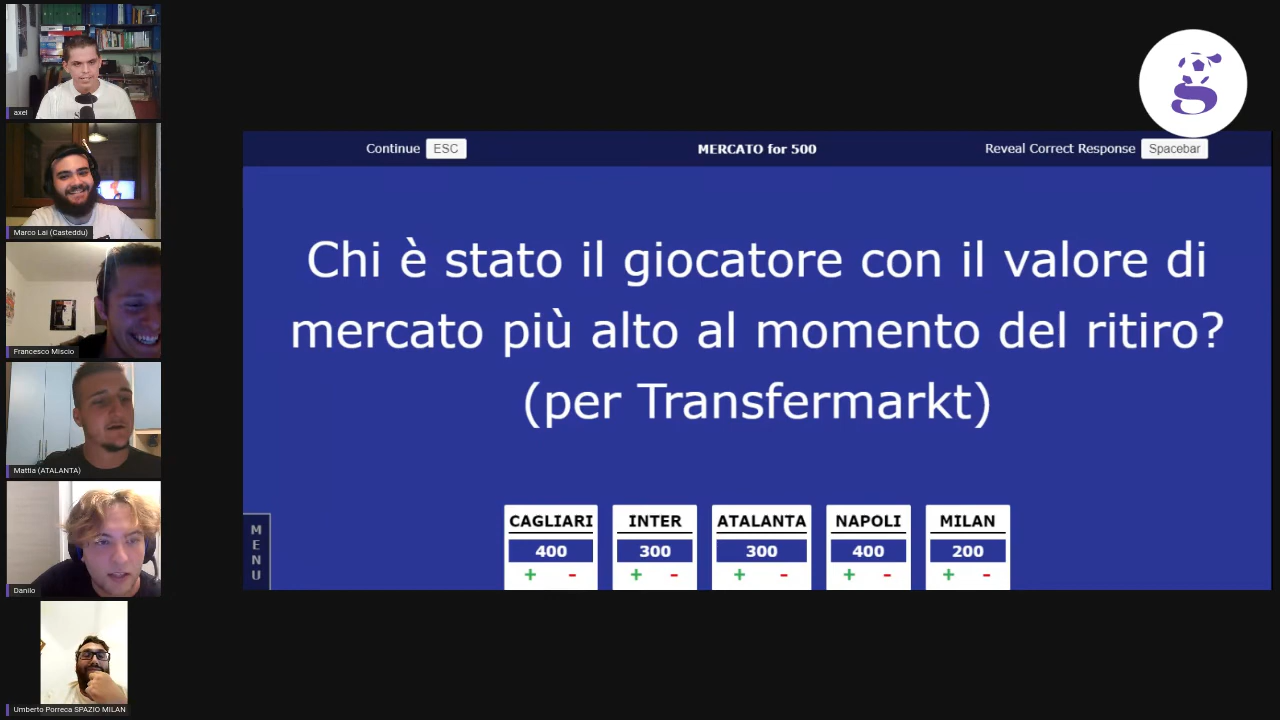 axel
Marco Lai (Casteddu)
Francesco Miscio
Mattia (ATALANTA)
Danilo
Umberto Porreca SPAZIO MILAN
g
Continue ESC
MERCATO for 500
Reveal Correct Response Spacebar
Chi è stato il giocatore con il valore di
mercato più alto al momento del ritiro?
(per Transfermarkt)
MENU
CAGLIARI INTER ATALANTA NAPOLI MILAN
400 300 300 400 200
+ - + - + - + - + -